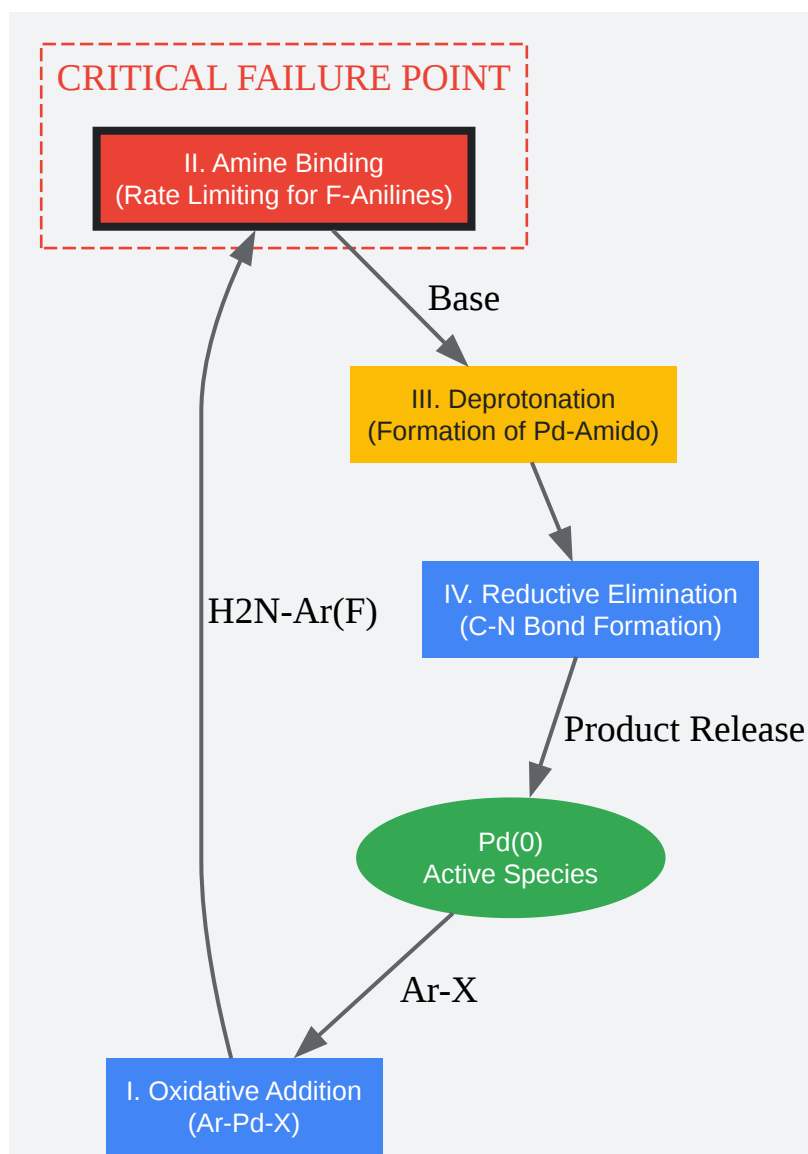 CRITICAL FAILURE POINT
II. Amine Binding
(Rate Limiting for F-Anilines)
Base
III. Deprotonation
(Formation of Pd-Amido)
H2N-Ar(F)
IV. Reductive Elimination
(C-N Bond Formation)
Product Release
Pd(0)
Active Species
Ar-X
I. Oxidative Addition
(Ar-Pd-X)